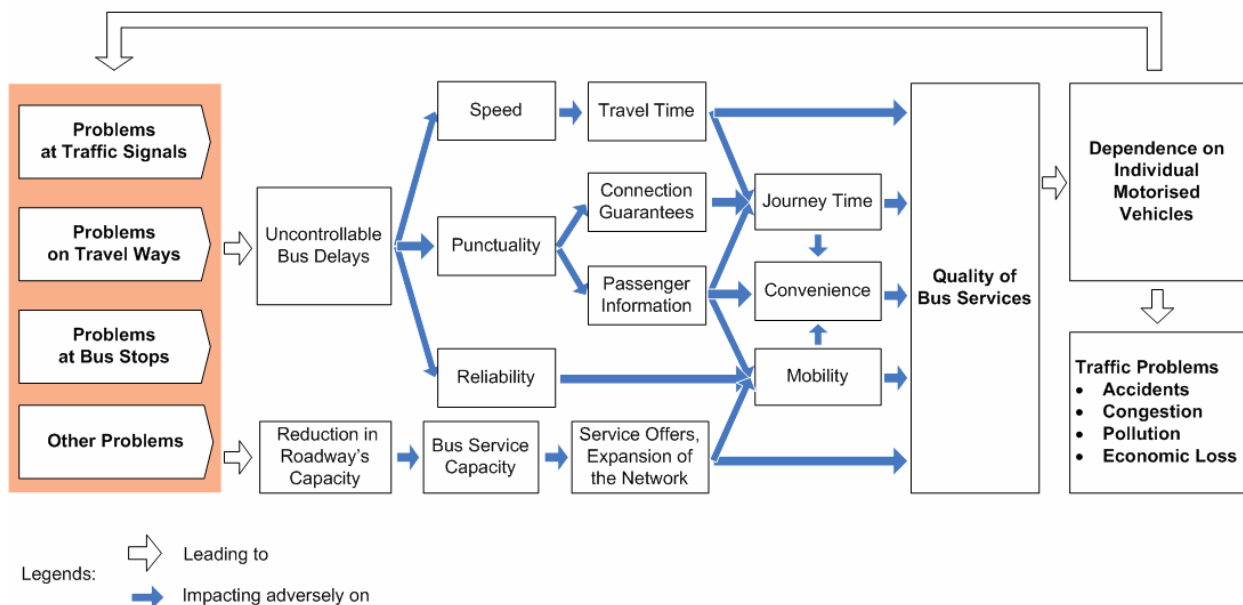 Problems
at Traffic Signals
Problems
on Travel Ways
Problems
at Bus Stops
Other Problems
Uncontrollable
Bus Delays
Reduction in
Roadway's
Capacity
Speed
Punctuality
Reliability
Bus Service
Capacity
Travel Time
Connection
Guarantees
Passenger
Information
Service Offers,
Expansion of
the Network
Journey Time
Convenience
Mobility
Quality of
Bus Services
Dependence on
Individual
Motorised
Vehicles
Traffic Problems
• Accidents
• Congestion
• Pollution
• Economic Loss
Legends:
Leading to
Impacting adversely on